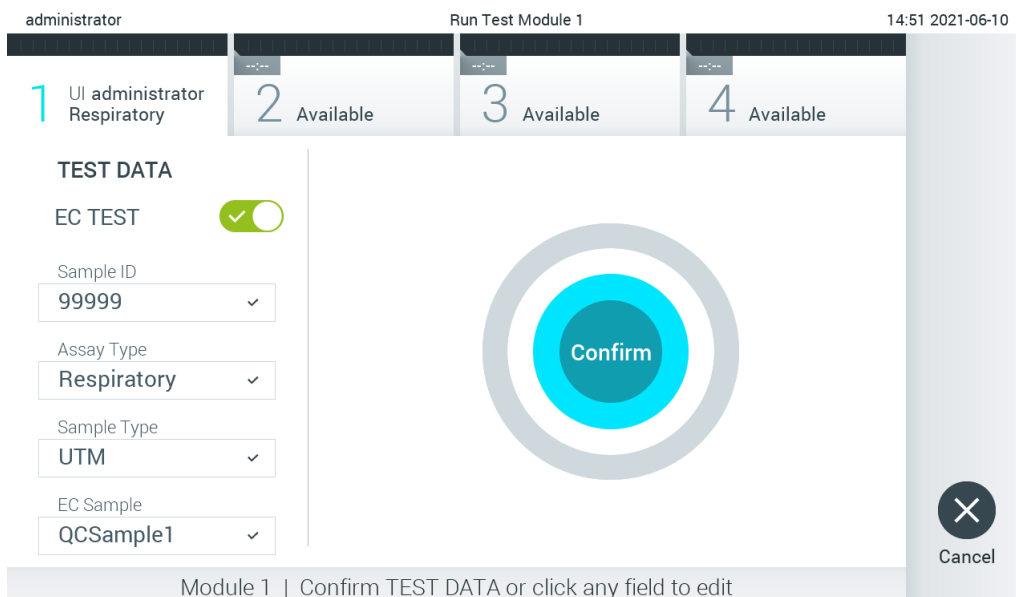 administrator Run Test Module 1 14:51 2021-06-10
--:-- --:-- --:--
1 UI administrator Respiratory
2 Available
3 Available
4 Available
TEST DATA
EC TEST
Sample ID
99999
Assay Type
Respiratory
Sample Type
UTM
EC Sample
QCSample1
Confirm
Cancel
Module 1 | Confirm TEST DATA or click any field to edit